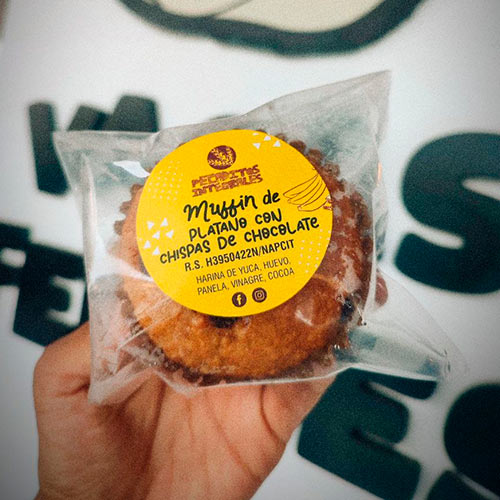 PECADITOS
INTEGRALES
Muffin de
PLATANO CON
CHISPAS DE CHOCOLATE
R.S. H3950422N/NAPCIT
HARINA DE YUCA, HUEVO,
PANELA, VINAGRE, COCOA